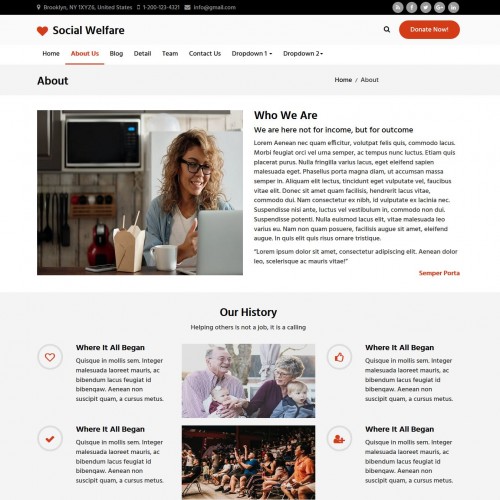 Brooklyn, NY 1XYZ6, United States 1-200-123-4321 info@gmail.com
Social Welfare
Donate Now!
Home About Us Blog Detail Team Contact Us Dropdown 1 Dropdown 2
About
Home / About
Who We Are
We are here not for income, but for outcome
Lorem Aenean nec quam efficitur, volutpat felis quis, commodo lacus.
Morbi feugiat orci vel urna semper, ac tempus nunc luctus. Etiam quis
placerat purus. Nulla fringilla varius lacus, eget eleifend sapien
malesuada eget. Phasellus porta magna diam, ut accumsan massa
semper in. Aliquam elit lectus, tincidunt eget vulputate vel, faucibus
vitae odio. Donec sit amet quam facilisis, hendrerit lacus vitae,
commodo dui. Nam consectetur ex nibh, id vulputate ex lacinia nec.
Suspendisse nisi ante, luctus vel vestibulum in, commodo non dui.
Suspendisse potenti. Nulla euismod lacus elit, vitae malesuada leo
varius eu. Nam quam risus, facilisis augue sit amet, eleifend
augue. Enim quis risus ornare tristique.
“Lorem ipsum dolor sit amet, consectetur adipiscing elit. Aenean dolor
leo, scelerisque ac mauris vitae!”
Semper Porta
Our History
Helping others is not a job, it is a calling
Where It All Began
Quisque in mollis sem. Integer
malesuada laoreet mauris, ac
bibendum lacus feugiat id
bibenqaw. Aenean non
suscipit quam, a cursus metus.
Where It All Began
Quisque in mollis sem. Integer
malesuada laoreet mauris, ac
bibendum lacus feugiat id
bibenqaw. Aenean non
suscipit quam, a cursus metus.
Where It All Began
Quisque in mollis sem. Integer
malesuada laoreet mauris, ac
bibendum lacus feugiat id
bibenqaw. Aenean non
suscipit quam, a cursus metus.
Where It All Began
Quisque in mollis sem. Integer
malesuada laoreet mauris, ac
bibendum lacus feugiat id
bibenqaw. Aenean non
suscipit quam, a cursus metus.